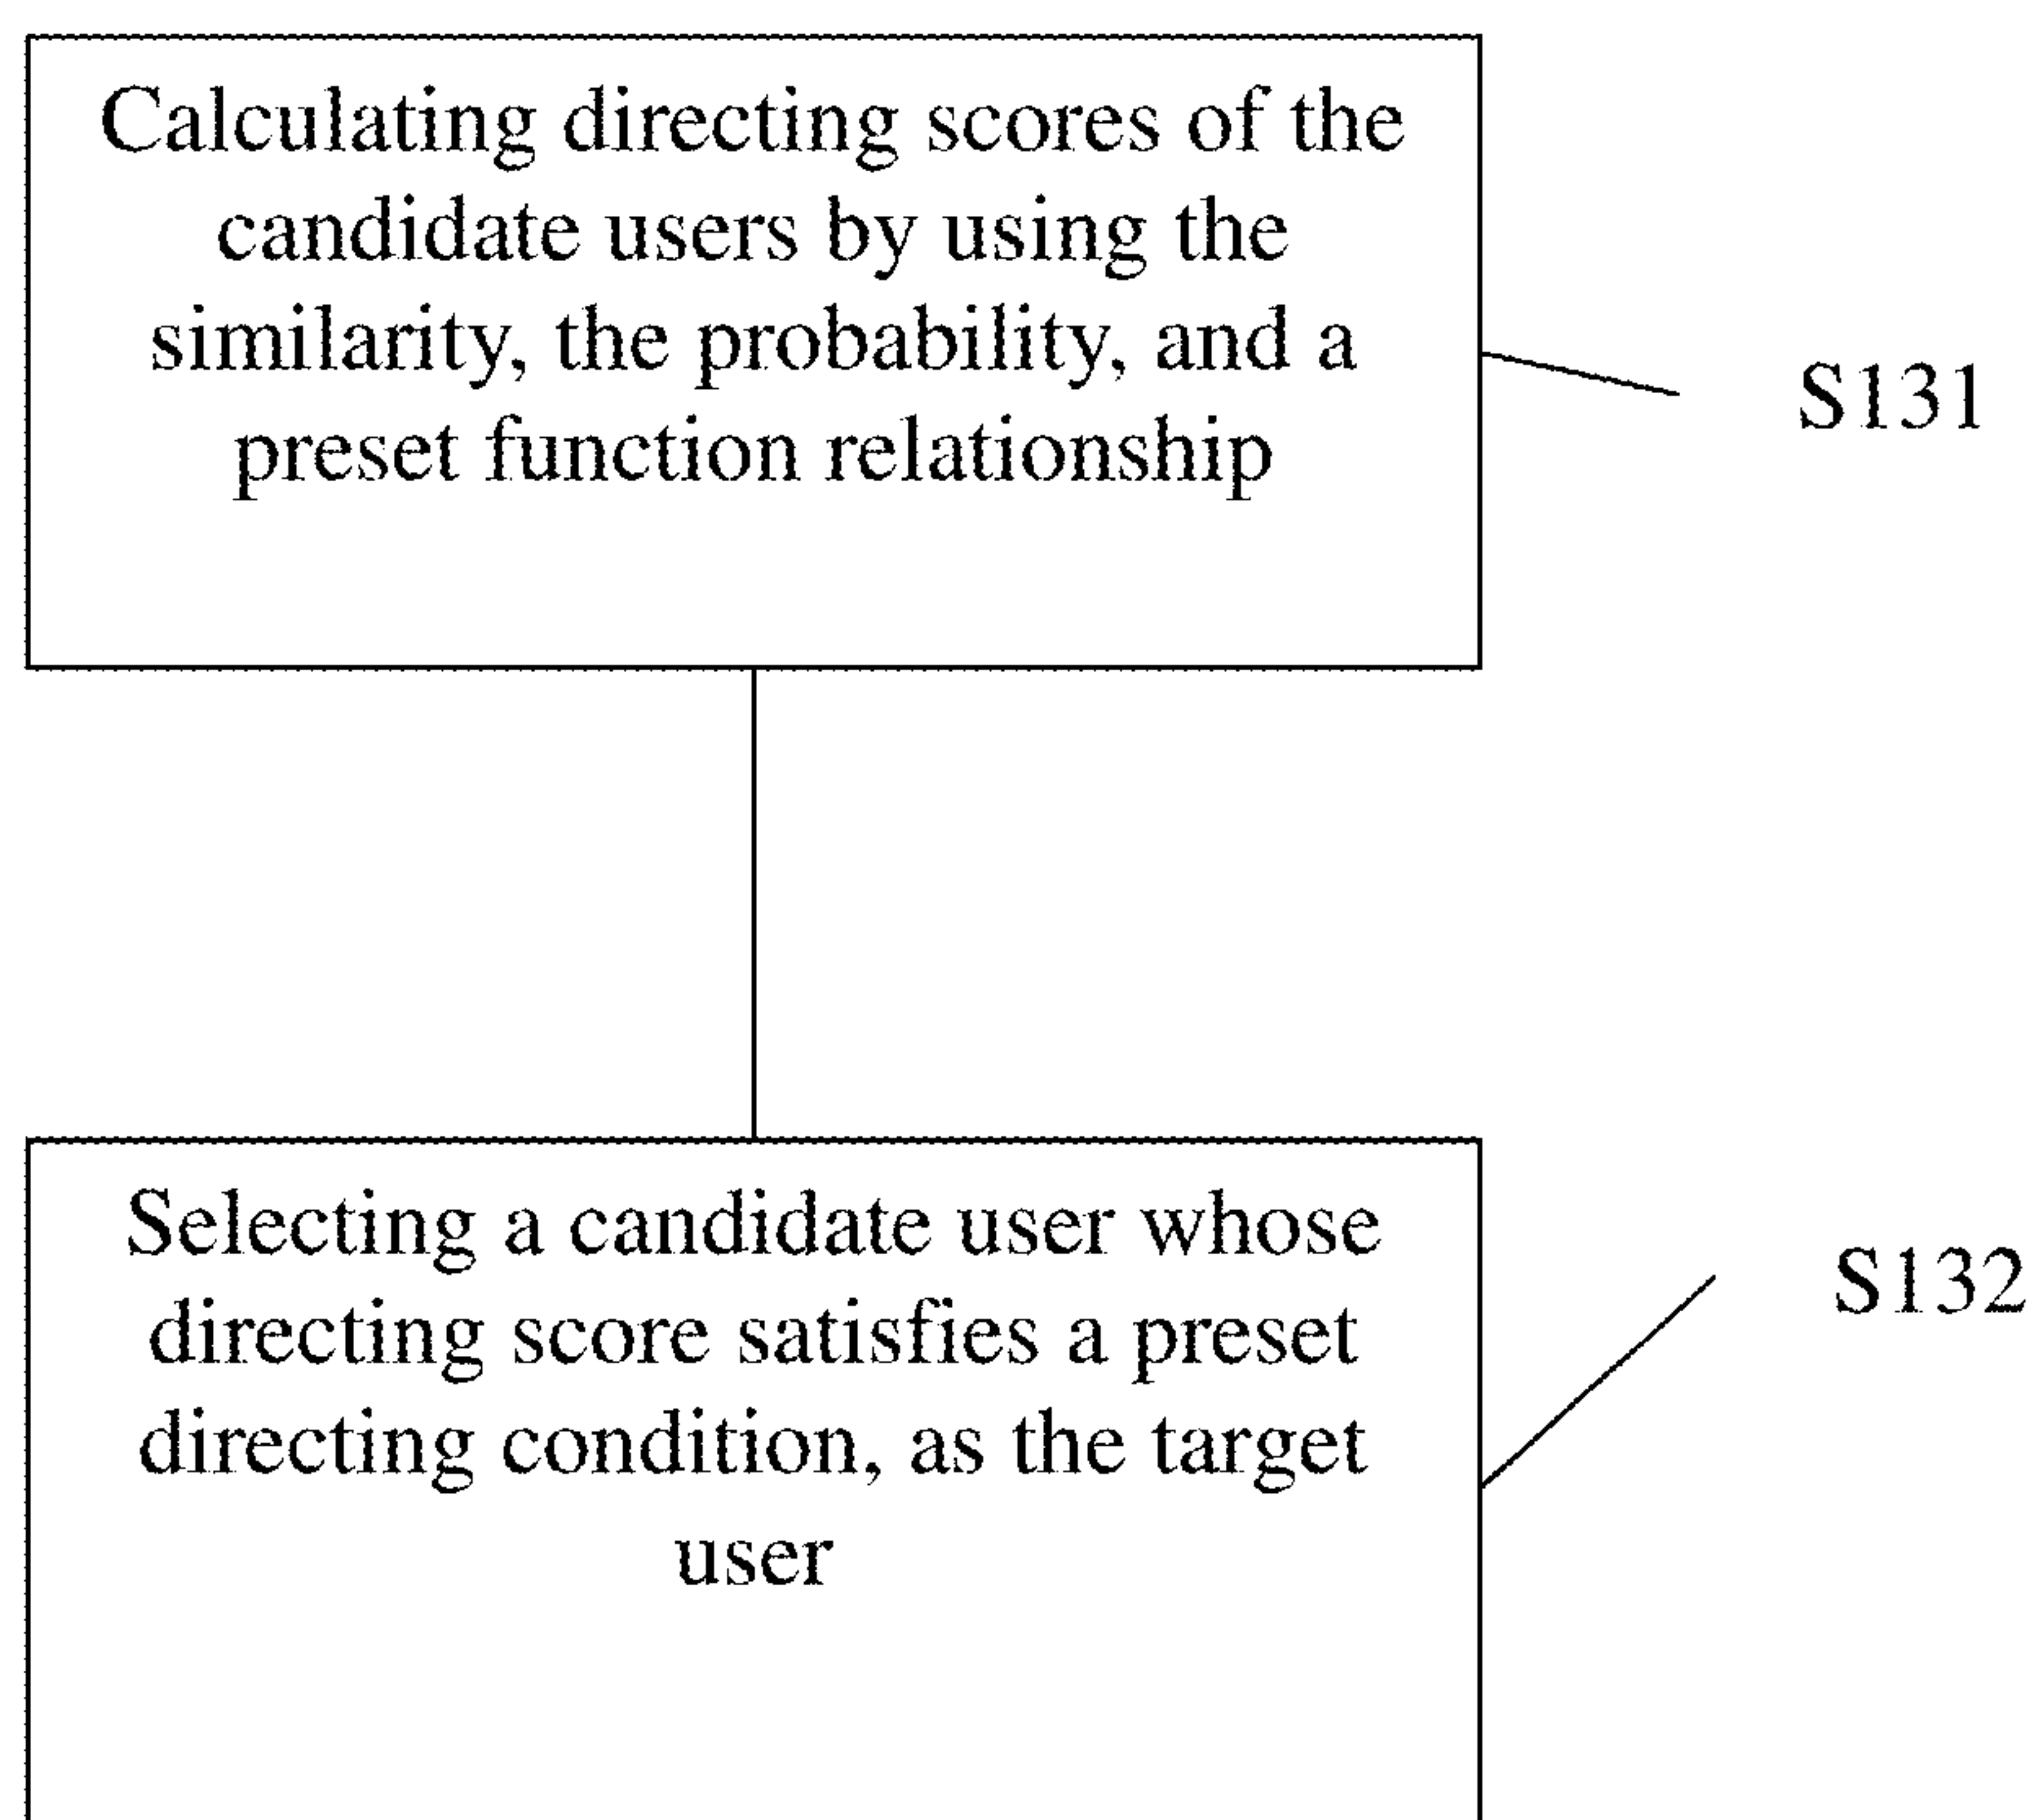 Calculating directing scores of the
candidate users by using the
similarity, the probability, and a
preset function relationship
S131
Selecting a candidate user whose
directing score satisfies a preset
directing condition, as the target
user
S132